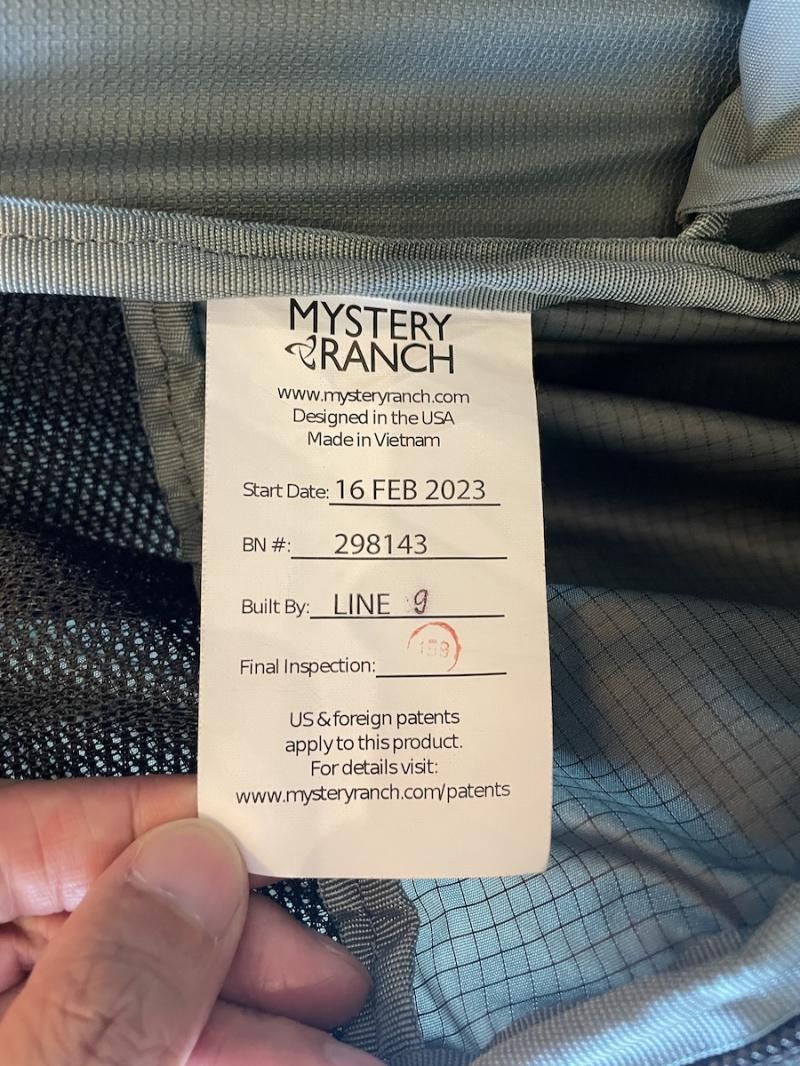 MYSTERY
RANCH
www.mysteryranch.com
Designed in the USA
Made in Vietnam
Start Date: 16 FEB 2023
BN #: 298143
Built By: LINE 9
159
Final Inspection:
US & foreign patents
apply to this product.
For details visit:
www.mysteryranch.com/patents